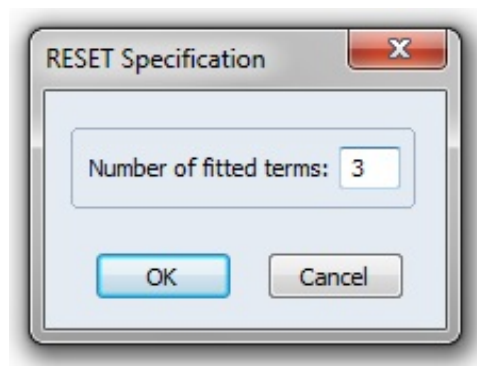 RESET Specification
Number of fitted terms: 3
OK Cancel